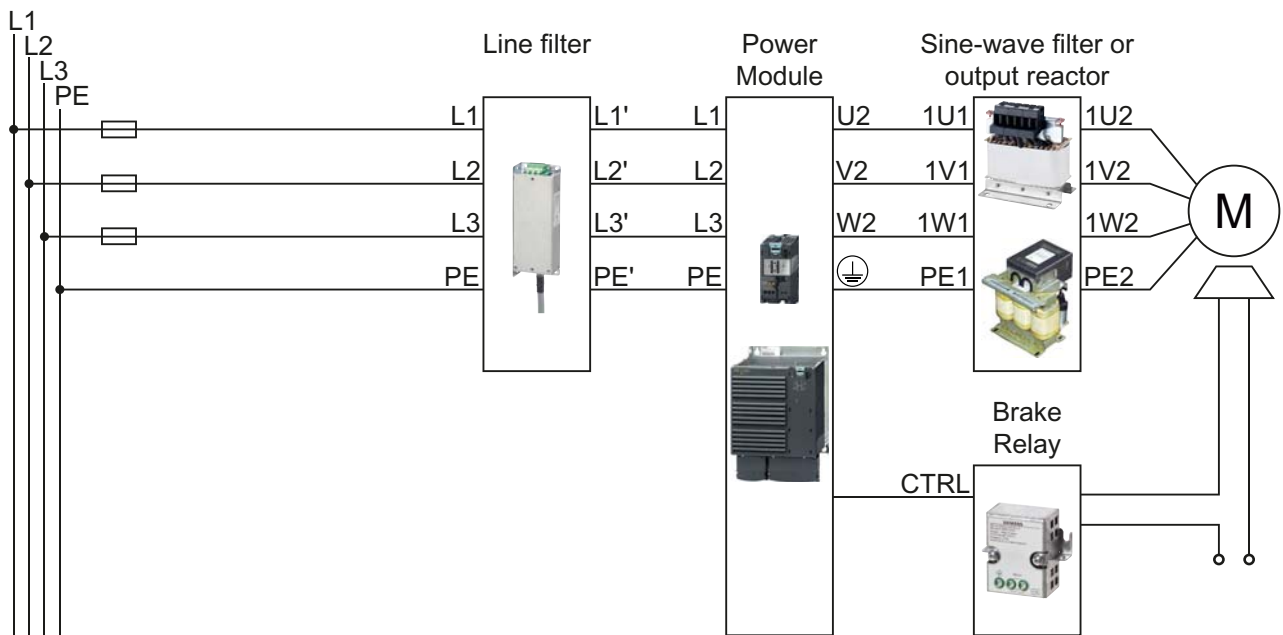 L1
L2
L3
PE
Line filter
Power
Module
Sine-wave filter or
output reactor
L1 L1' L1 U2 1U1 1U2
L2 L2' L2 V2 1V1 1V2
L3 L3' L3 W2 1W1 1W2
PE PE' PE PE1 PE2
M
Brake
Relay
CTRL
SIEMENS